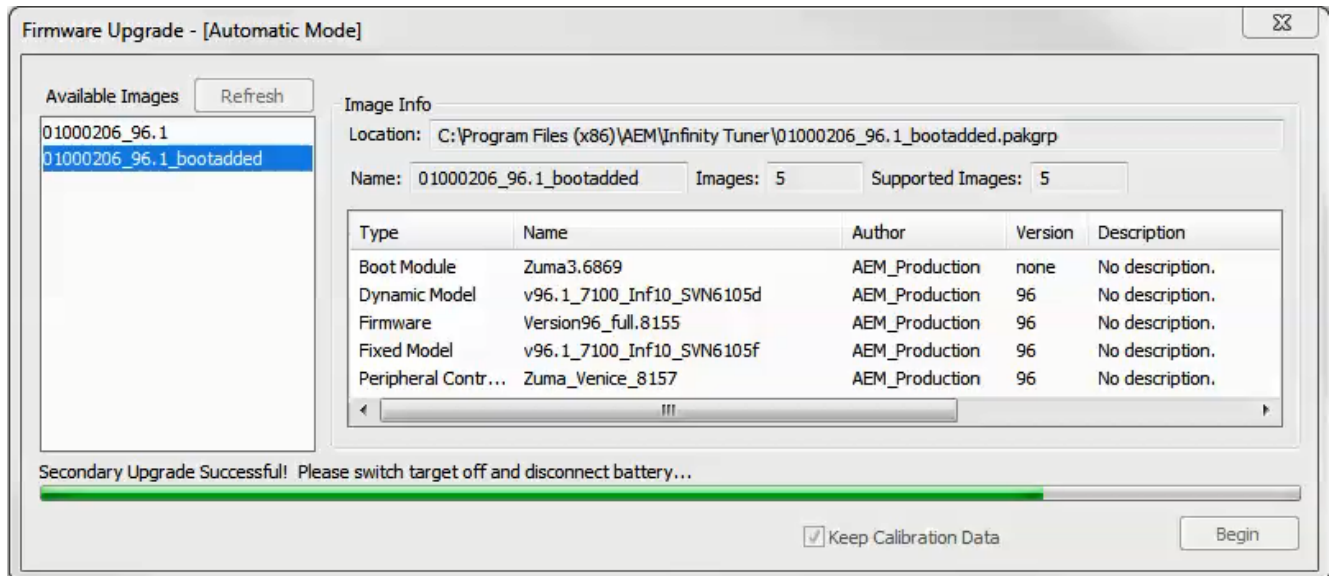 Firmware Upgrade - [Automatic Mode]
Available Images Refresh
01000206_96.1
01000206_96.1_bootadded
Image Info
Location: C:\Program Files (x86)\AEM\Infinity Tuner\01000206_96.1_bootadded.pakgrp
Name: 01000206_96.1_bootadded Images: 5 Supported Images: 5
Type Name Author Version Description
Boot Module Zuma3.6869 AEM_Production none No description.
Dynamic Model v96.1_7100_Inf10_SVN6105d AEM_Production 96 No description.
Firmware Version96_full.8155 AEM_Production 96 No description.
Fixed Model v96.1_7100_Inf10_SVN6105f AEM_Production 96 No description.
Peripheral Contr... Zuma_Venice_8157 AEM_Production 96 No description.
Secondary Upgrade Successful! Please switch target off and disconnect battery...
Keep Calibration Data Begin